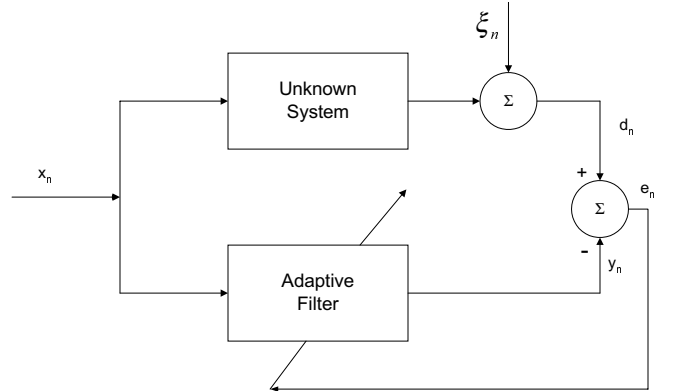 ξₙ
Unknown
System
Σ
dₙ
xₙ
+
eₙ
Σ
-
yₙ
Adaptive
Filter